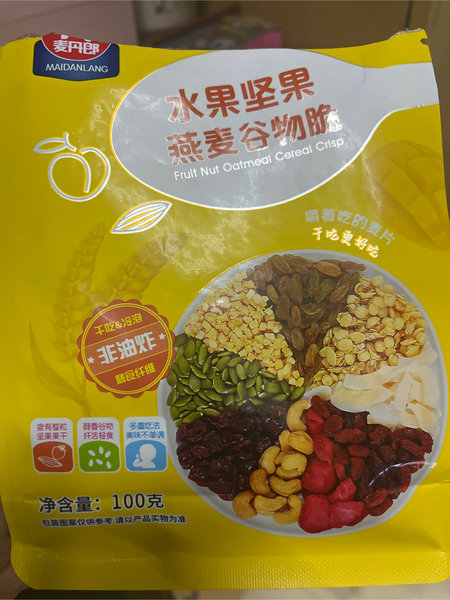 麦丹郎
MAIDANLANG
水果坚果
燕麦谷物脆
Fruit Nut Oatmeal Cereal Crisp
嚼着吃的麦片
干吃更好吃
干吃&冷泡
非油炸
膳食纤维
含有整粒
坚果果干
醇香谷物
纤活轻食
多重吃法
美味不单调
净含量：100克
包装图案仅供参考 请以产品实物为准